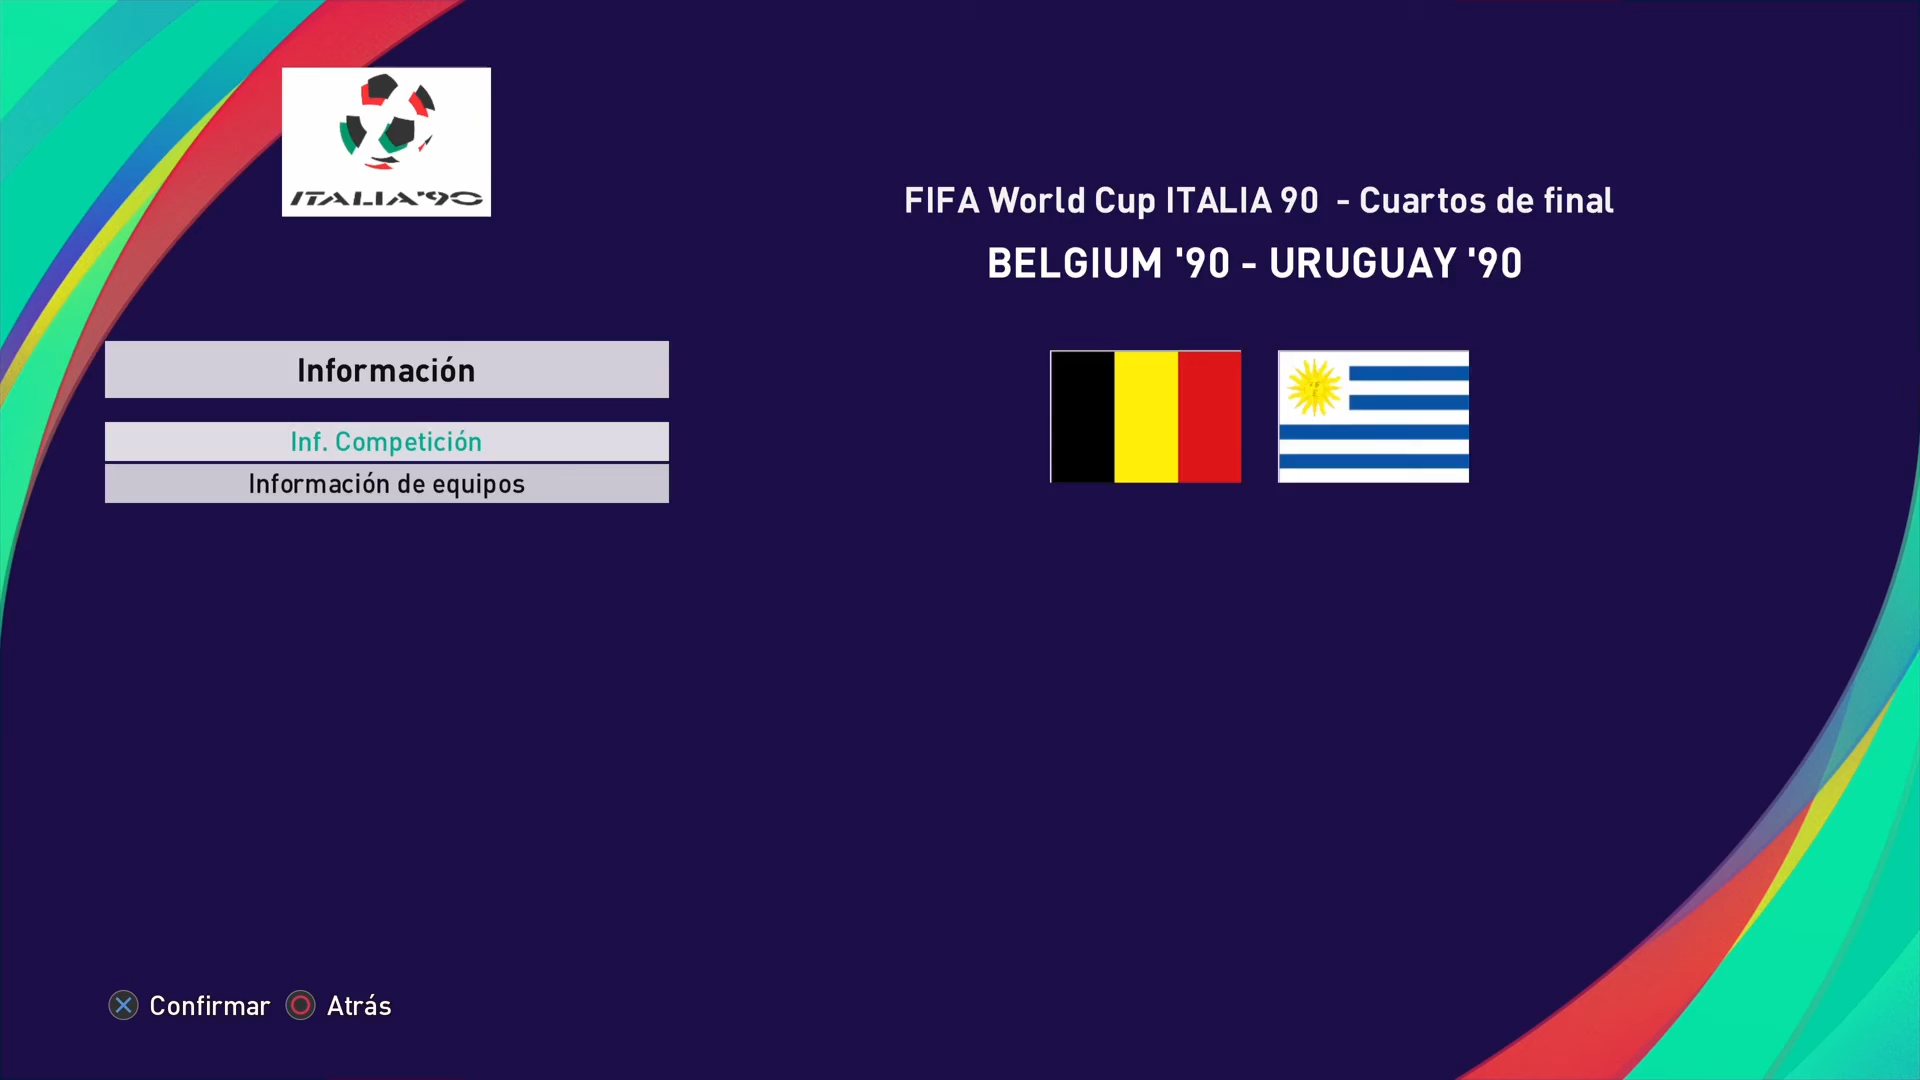 ITALIA'90
FIFA World Cup ITALIA 90 - Cuartos de final
BELGIUM '90 - URUGUAY '90
Información
Inf. Competición
Información de equipos
Confirmar Atrás